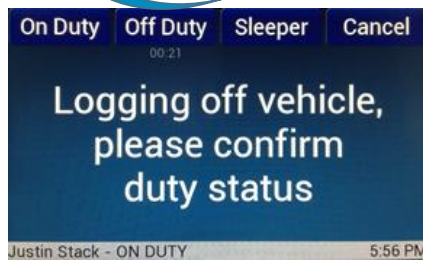 On Duty Off Duty Sleeper Cancel
00:21
Logging off vehicle,
please confirm
duty status
Justin Stack - ON DUTY 5:56 PM